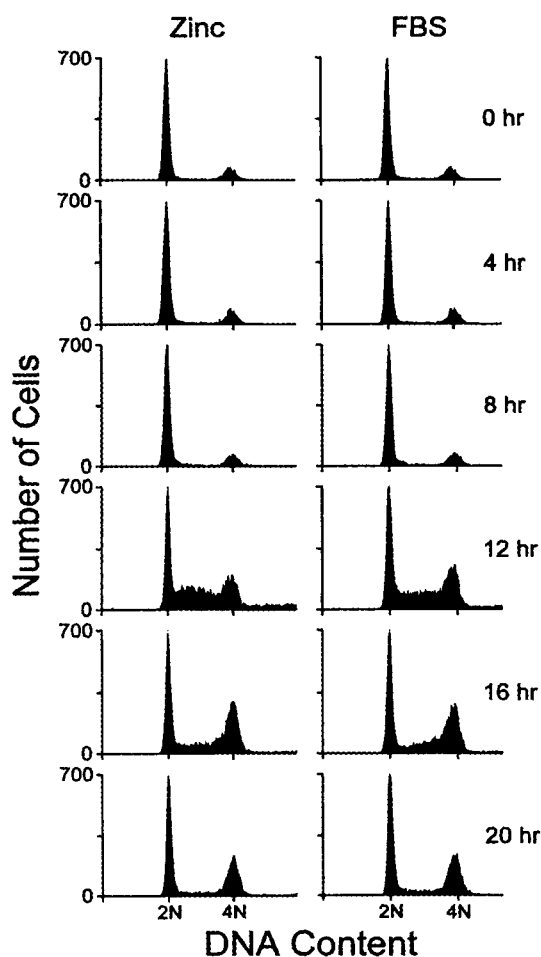 Zinc FBS
700
0
0 hr
700
0
4 hr
700
0
8 hr
700
0
12 hr
700
0
16 hr
700
0
20 hr
2N 4N 2N 4N
Number of Cells
DNA Content